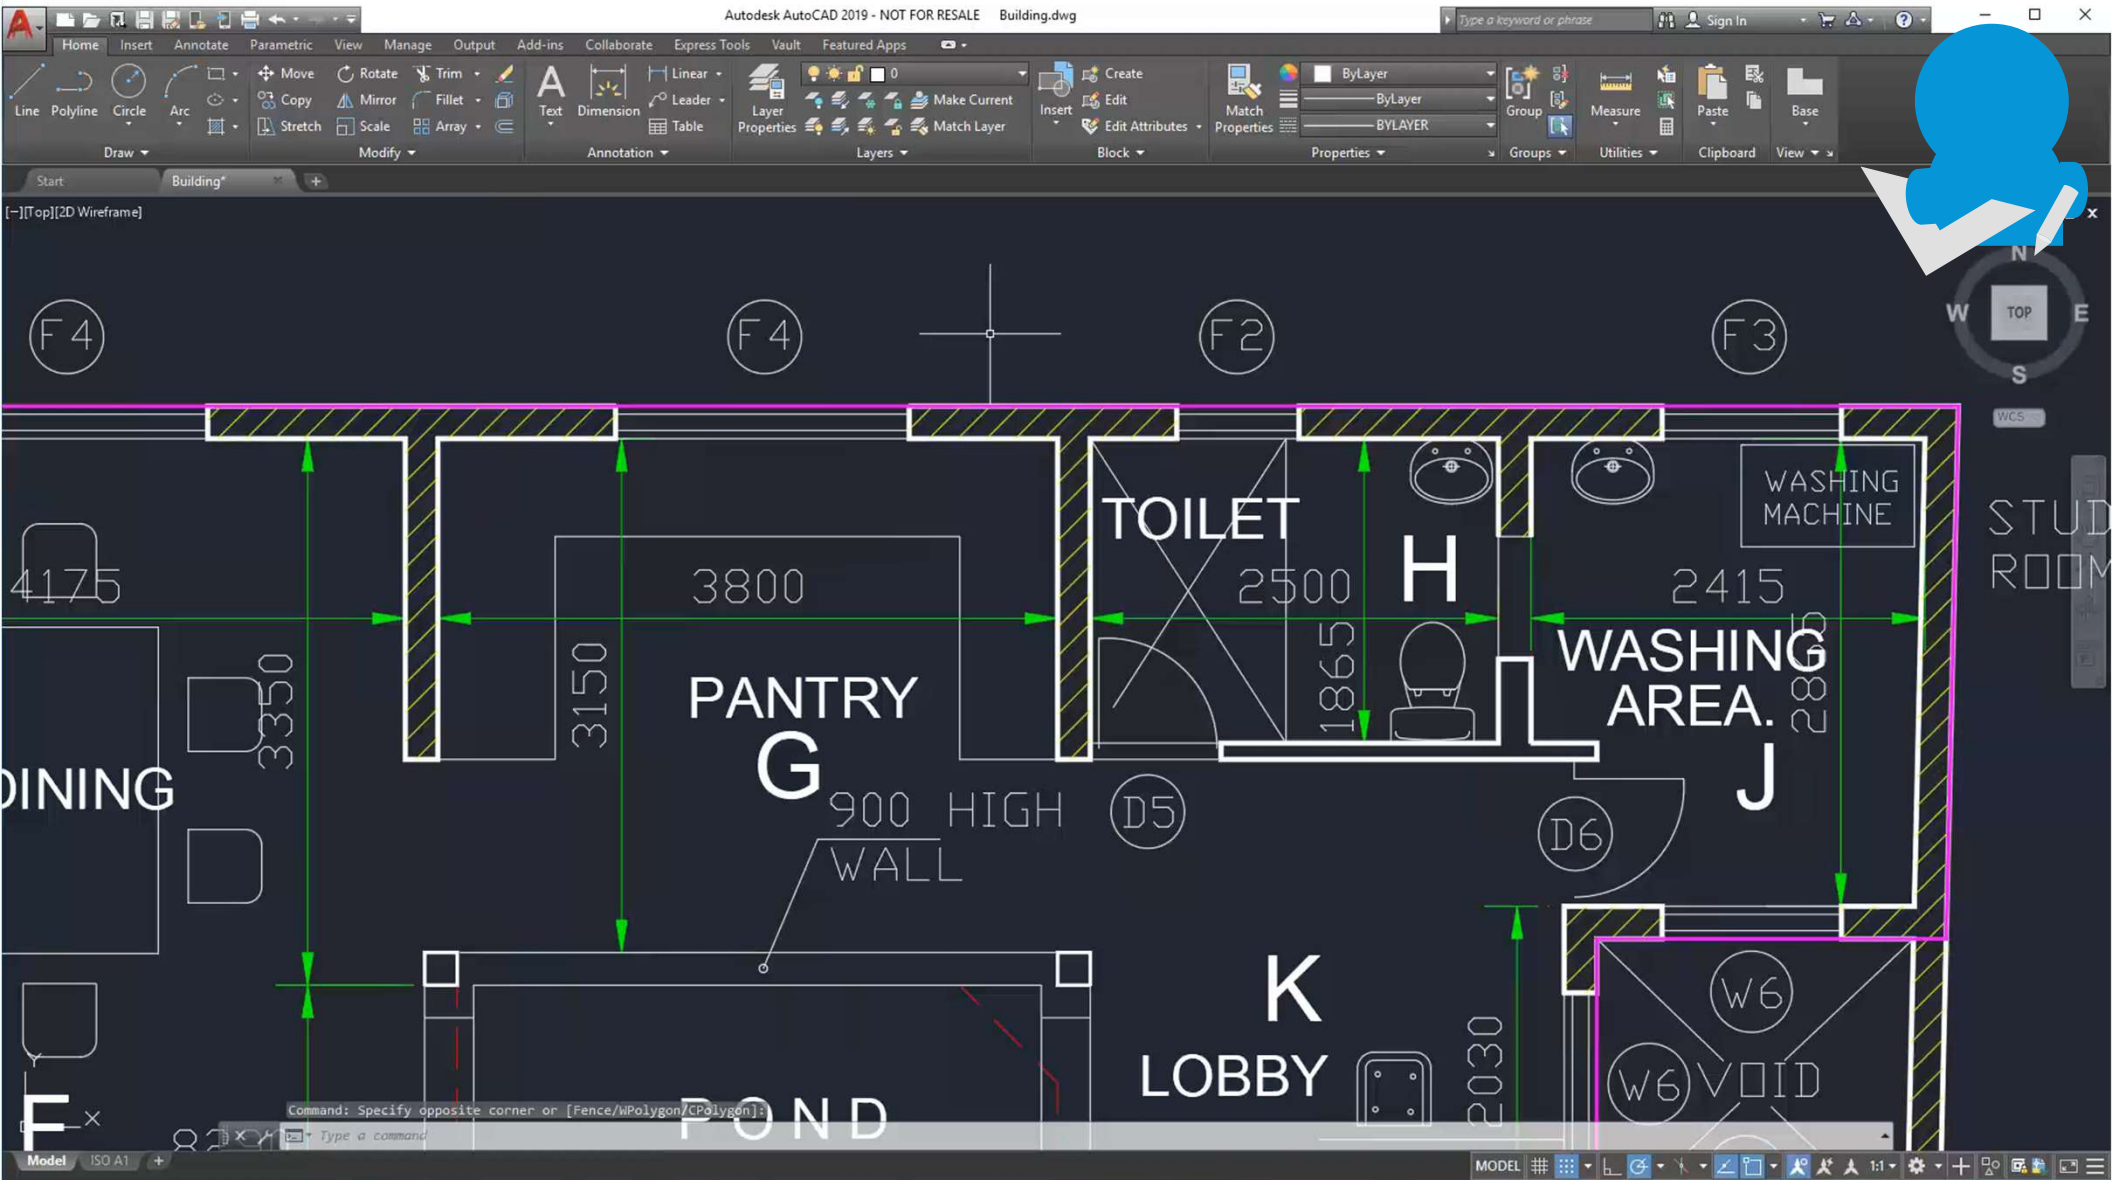 Autodesk AutoCAD 2019 - NOT FOR RESALE Building.dwg
Type a keyword or phrase
Sign In
Home Insert Annotate Parametric View Manage Output Add-ins Collaborate Express Tools Vault Featured Apps
Line Polyline Circle Arc
Move Rotate Trim
Copy Mirror Fillet
Stretch Scale Array
Text Dimension
Linear
Leader
Table
Layer Properties
0
Make Current
Match Layer
Insert
Create
Edit
Edit Attributes
Match Properties
ByLayer
ByLayer
BYLAYER
Group
Measure
Paste
Base
Draw Modify Annotation Layers Block Properties Groups Utilities Clipboard View
Start Building*
[−][Top][2D Wireframe]
N
W TOP E
S
WCS
F4 F4 F2 F3
TOILET
WASHING
MACHINE
H
4175 3800 2500 2415
STUD
ROOM
3350 3150 1865
WASHING
AREA.
PANTRY
G
J
DINING
900 HIGH
WALL
D5
D6
K
LOBBY
2030
W6
W6
VOID
POND
F
Y
X
Command: Specify opposite corner or [Fence/WPolygon/CPolygon]:
Type a command
Model ISO A1 +
MODEL 1:1